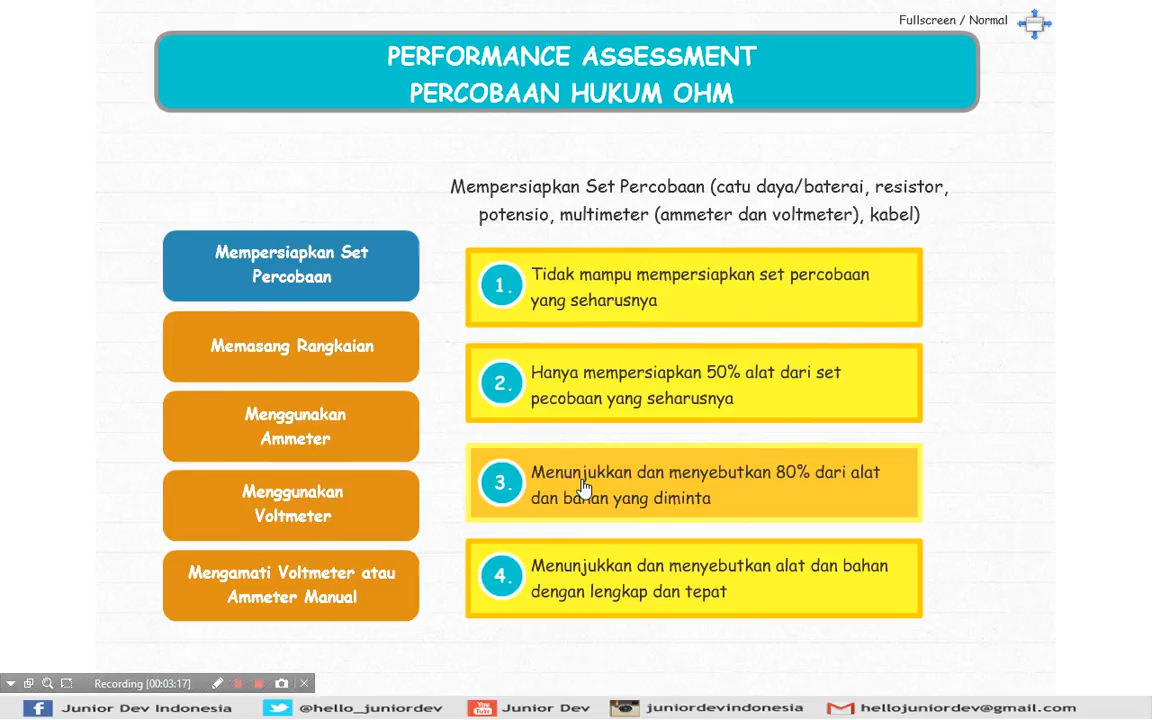 Fullscreen / Normal
PERFORMANCE ASSESSMENT
PERCOBAAN HUKUM OHM
Mempersiapkan Set Percobaan (catu daya/baterai, resistor,
potensio, multimeter (ammeter dan voltmeter), kabel)
Mempersiapkan Set
Percobaan
Memasang Rangkaian
Menggunakan
Ammeter
Menggunakan
Voltmeter
Mengamati Voltmeter atau
Ammeter Manual
1. Tidak mampu mempersiapkan set percobaan
yang seharusnya
2. Hanya mempersiapkan 50% alat dari set
pecobaan yang seharusnya
3. Menunjukkan dan menyebutkan 80% dari alat
dan bahan yang diminta
4. Menunjukkan dan menyebutkan alat dan bahan
dengan lengkap dan tepat
Recording [00:03:17]
Junior Dev Indonesia @hello_juniordev You Tube Junior Dev juniordevindonesia hellojuniordev@gmail.com